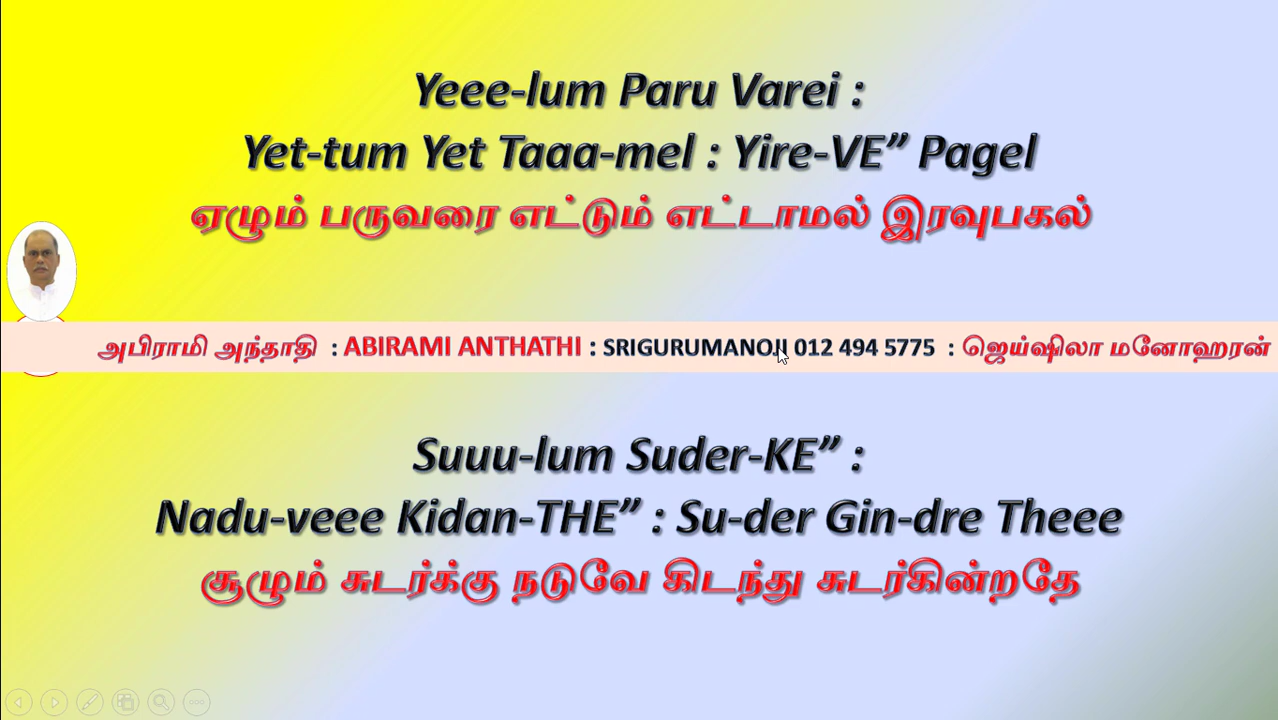 Yeee-lum Paru Varei :
Yet-tum Yet Taaa-mel : Yire-VE” Pagel
ஏழும் பருவரை எட்டும் எட்டாமல் இரவுபகல்
அபிராமி அந்தாதி : ABIRAMI ANTHATHI : SRIGURUMANOJI 012 494 5775 : ஜெய்ஷிலா மனோஹரன்
Suuu-lum Suder-KE” :
Nadu-veee Kidan-THE” : Su-der Gin-dre Theee
சூழும் சுடர்க்கு நடுவே கிடந்து சுடர்கின்றதே